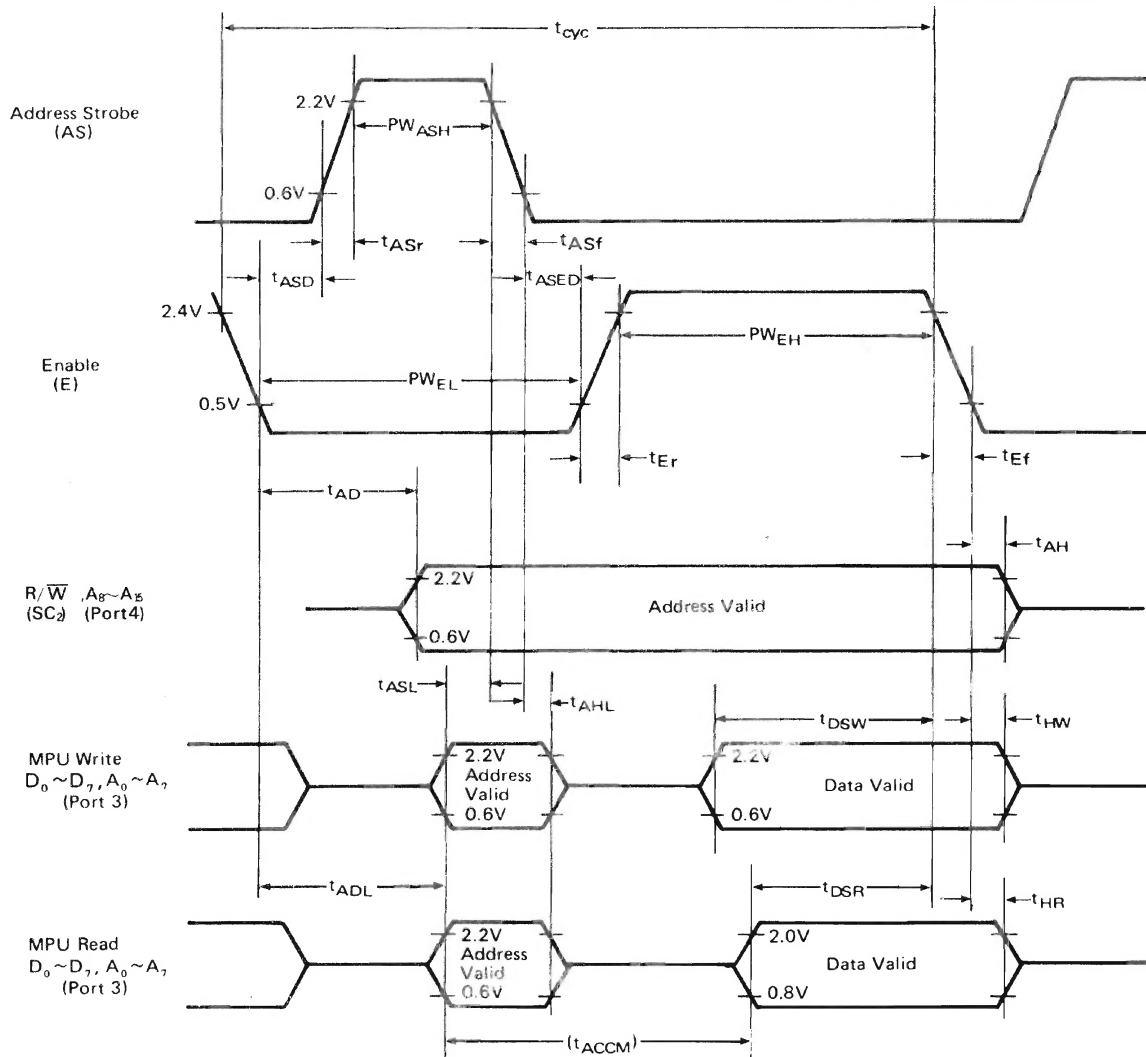 tcyc
Address Strobe
(AS)
2.2V
PWASH
0.6V
tASr
tASf
tASD
tASED
2.4V
Enable
(E)
PWEH
PWEL
0.5V
tEr
tEf
tAD
tAH
R/W̅ ,A₈~A₁₅
(SC₂) (Port4)
2.2V
Address Valid
0.6V
tASL
tAHL
tDSW
tHW
MPU Write
D₀~D₇, A₀~A₇
(Port 3)
2.2V
Address
Valid
0.6V
2.2V
Data Valid
0.6V
tADL
tDSR
tHR
MPU Read
D₀~D₇, A₀~A₇
(Port 3)
2.2V
Address
Valid
0.6V
2.0V
Data Valid
0.8V
(tACCM)